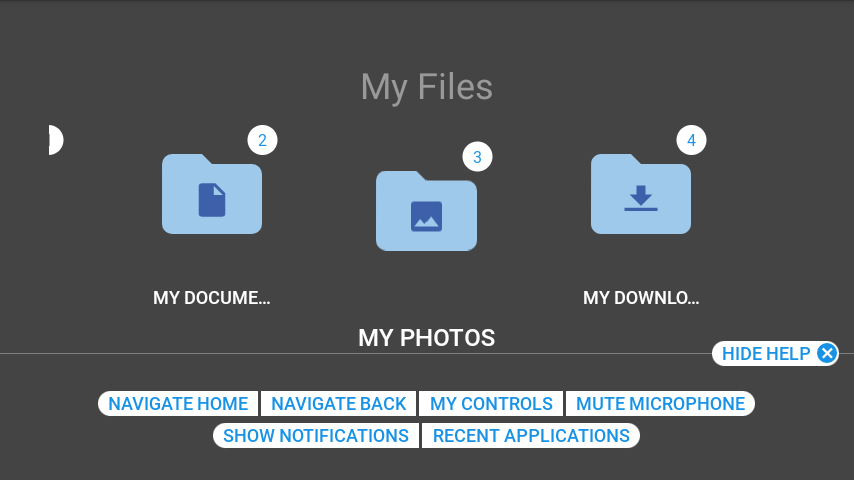 My Files
2
3
4
MY DOCUME...
MY DOWNLO...
MY PHOTOS
HIDE HELP
NAVIGATE HOME
NAVIGATE BACK
MY CONTROLS
MUTE MICROPHONE
SHOW NOTIFICATIONS
RECENT APPLICATIONS